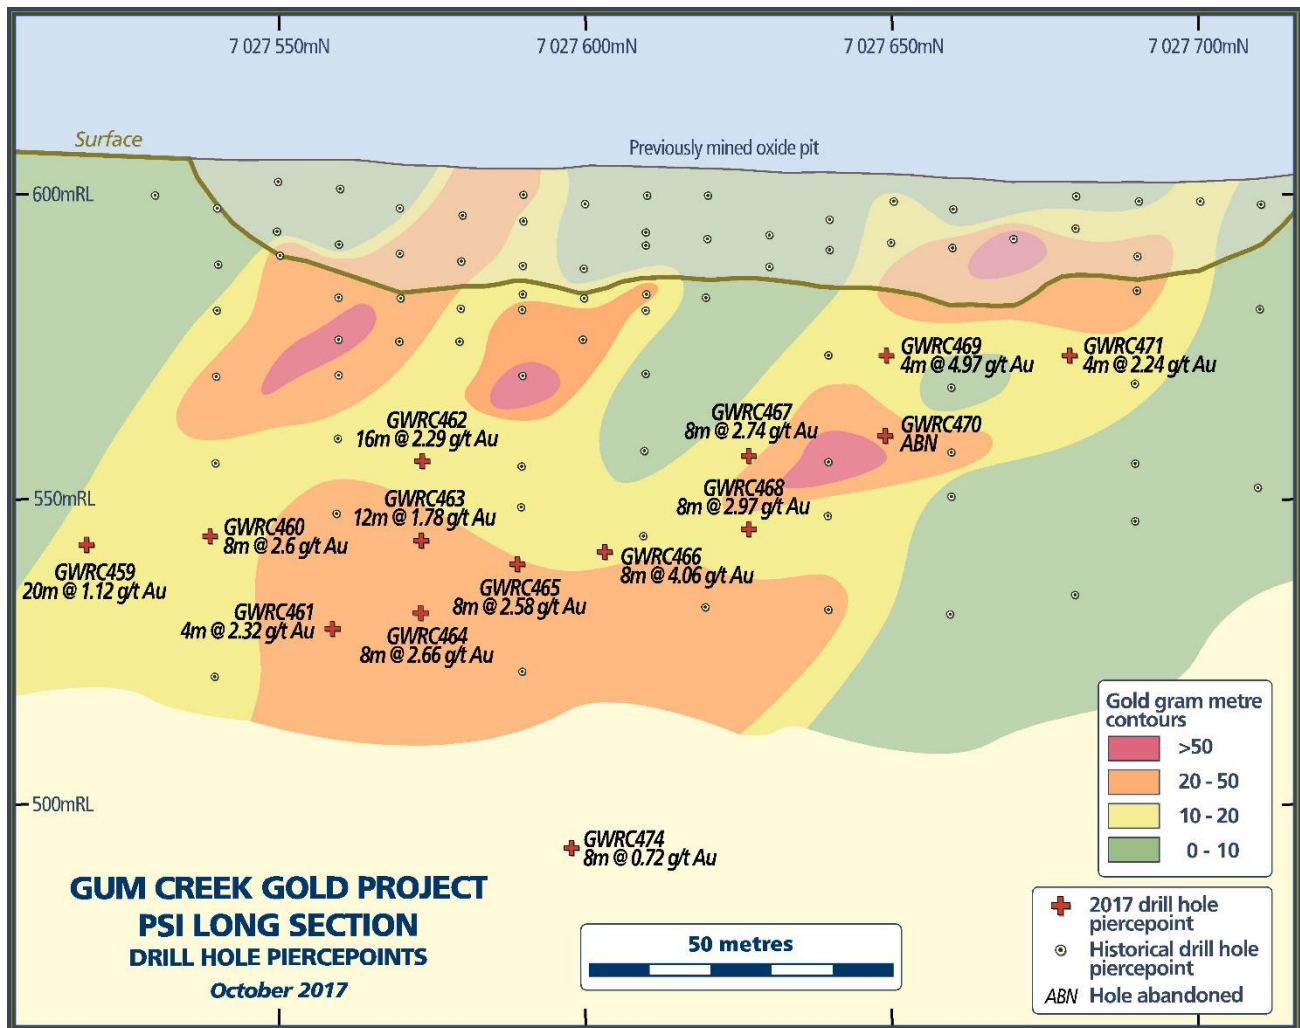 7 027 550mN
7 027 600mN
7 027 650mN
7 027 700mN
Surface
Previously mined oxide pit
600mRL
GWRC469
4m @ 4.97 g/t Au
GWRC471
4m @ 2.24 g/t Au
GWRC462
16m @ 2.29 g/t Au
GWRC467
8m @ 2.74 g/t Au
GWRC470
ABN
550mRL
GWRC463
12m @ 1.78 g/t Au
GWRC468
8m @ 2.97 g/t Au
GWRC460
8m @ 2.6 g/t Au
GWRC459
20m @ 1.12 g/t Au
GWRC466
8m @ 4.06 g/t Au
GWRC465
8m @ 2.58 g/t Au
GWRC461
4m @ 2.32 g/t Au
GWRC464
8m @ 2.66 g/t Au
Gold gram metre
contours
>50
20 - 50
10 - 20
0 - 10
500mRL
GWRC474
8m @ 0.72 g/t Au
GUM CREEK GOLD PROJECT
PSI LONG SECTION
DRILL HOLE PIERCEPOINTS
October 2017
50 metres
2017 drill hole
piercepoint
Historical drill hole
piercepoint
ABN Hole abandoned